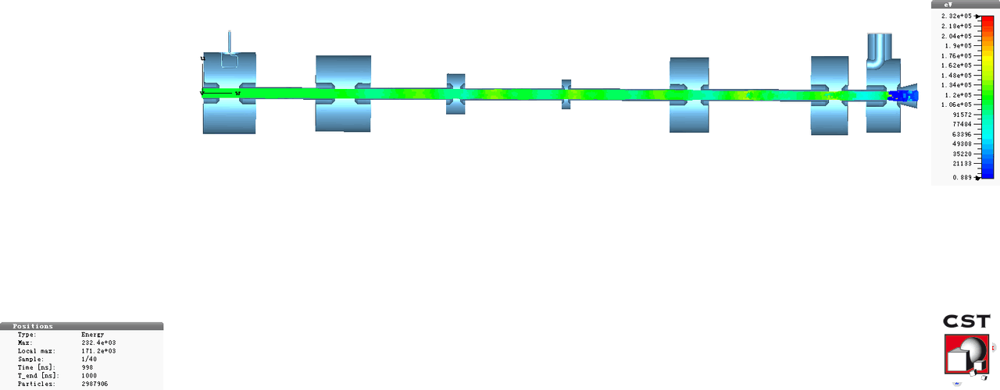 eV
2.32e+05
2.18e+05
2.04e+05
1.9e+05
1.76e+05
1.62e+05
1.48e+05
1.34e+05
1.2e+05
1.06e+05
91572
77484
63396
49308
35220
21133
0.889
u
v
w
Positions
Type: Energy
Max: 232.4e+03
Local max: 171.2e+03
Sample: 1/40
Time [ns]: 998
T_end [ns]: 1000
Particles: 2987906
CST